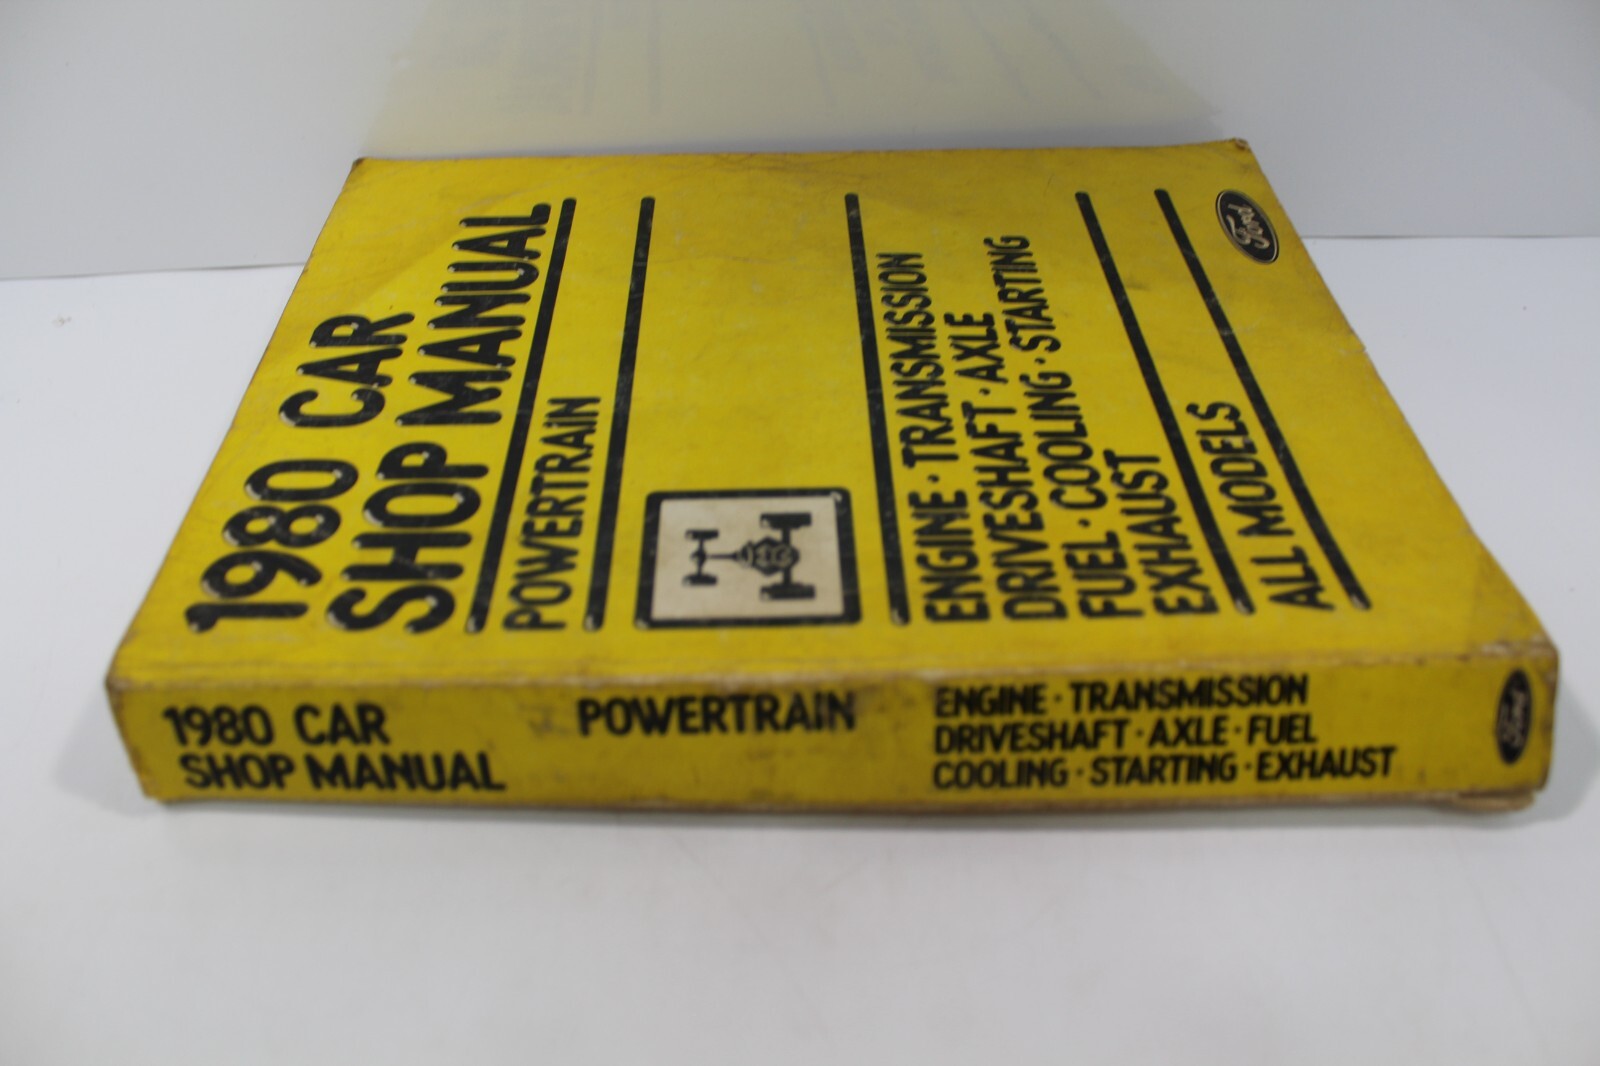 1980 CAR
SHOP MANUAL
POWERTRAIN
ENGINE · TRANSMISSION
DRIVESHAFT · AXLE
FUEL · COOLING · STARTING
EXHAUST
ALL MODELS
Ford
1980 CAR
SHOP MANUAL
POWERTRAIN
ENGINE · TRANSMISSION
DRIVESHAFT · AXLE · FUEL
COOLING · STARTING · EXHAUST
Ford